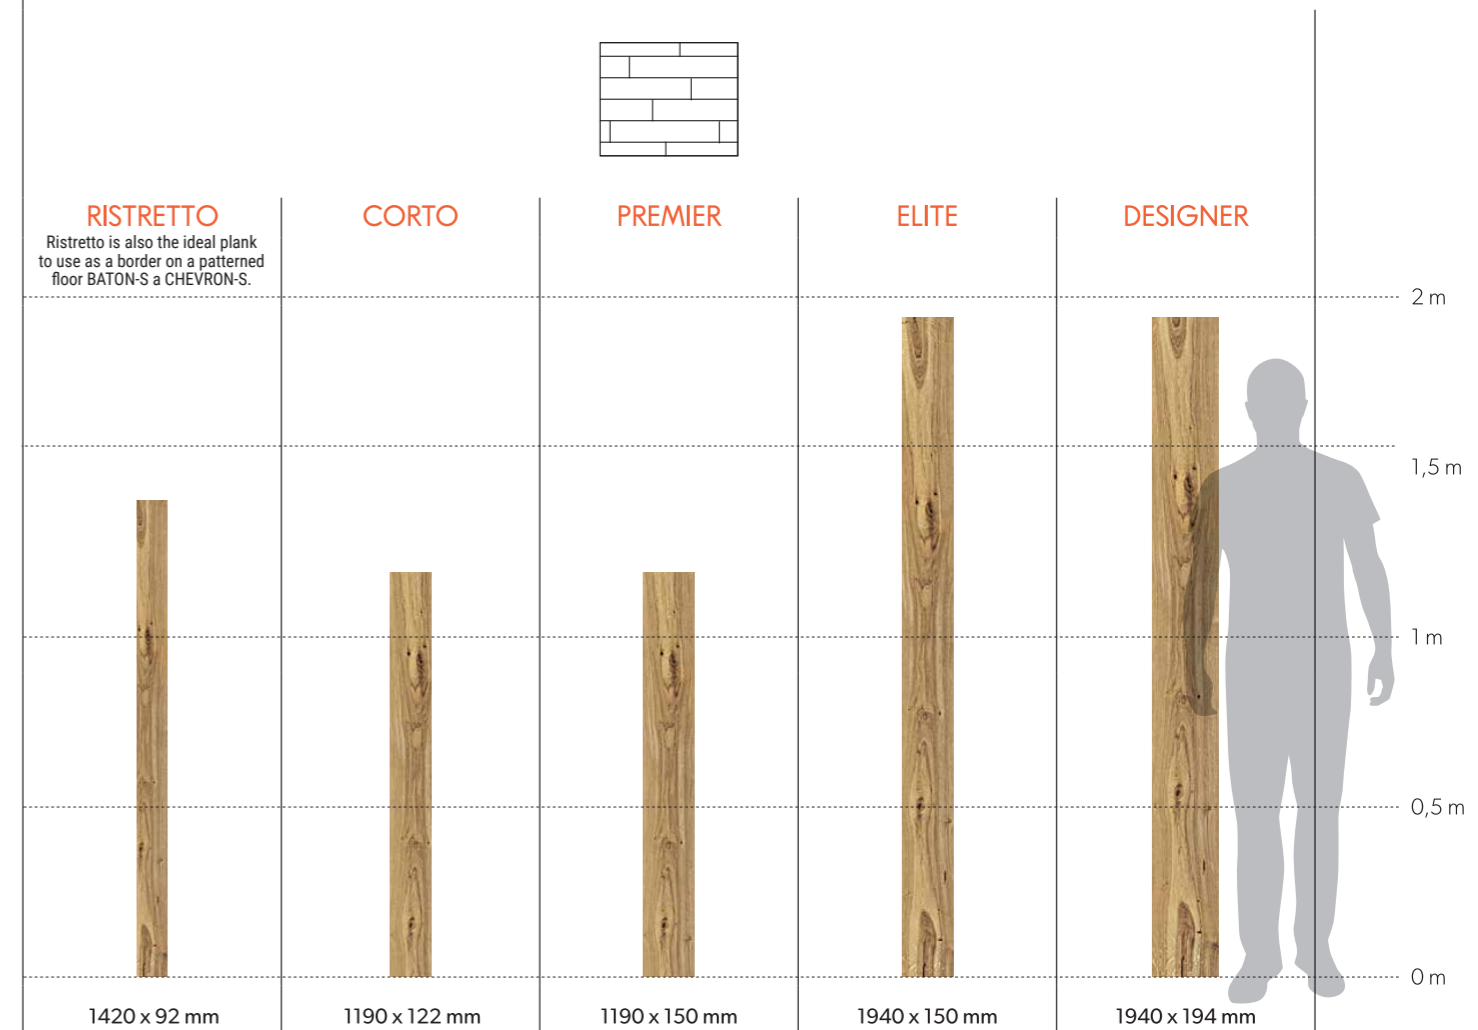 RISTRETTO
Ristretto is also the ideal plank
to use as a border on a patterned
floor BATON-S a CHEVRON-S.
CORTO
PREMIER
ELITE
DESIGNER
2 m
1,5 m
1 m
0,5 m
0 m
1420 x 92 mm
1190 x 122 mm
1190 x 150 mm
1940 x 150 mm
1940 x 194 mm